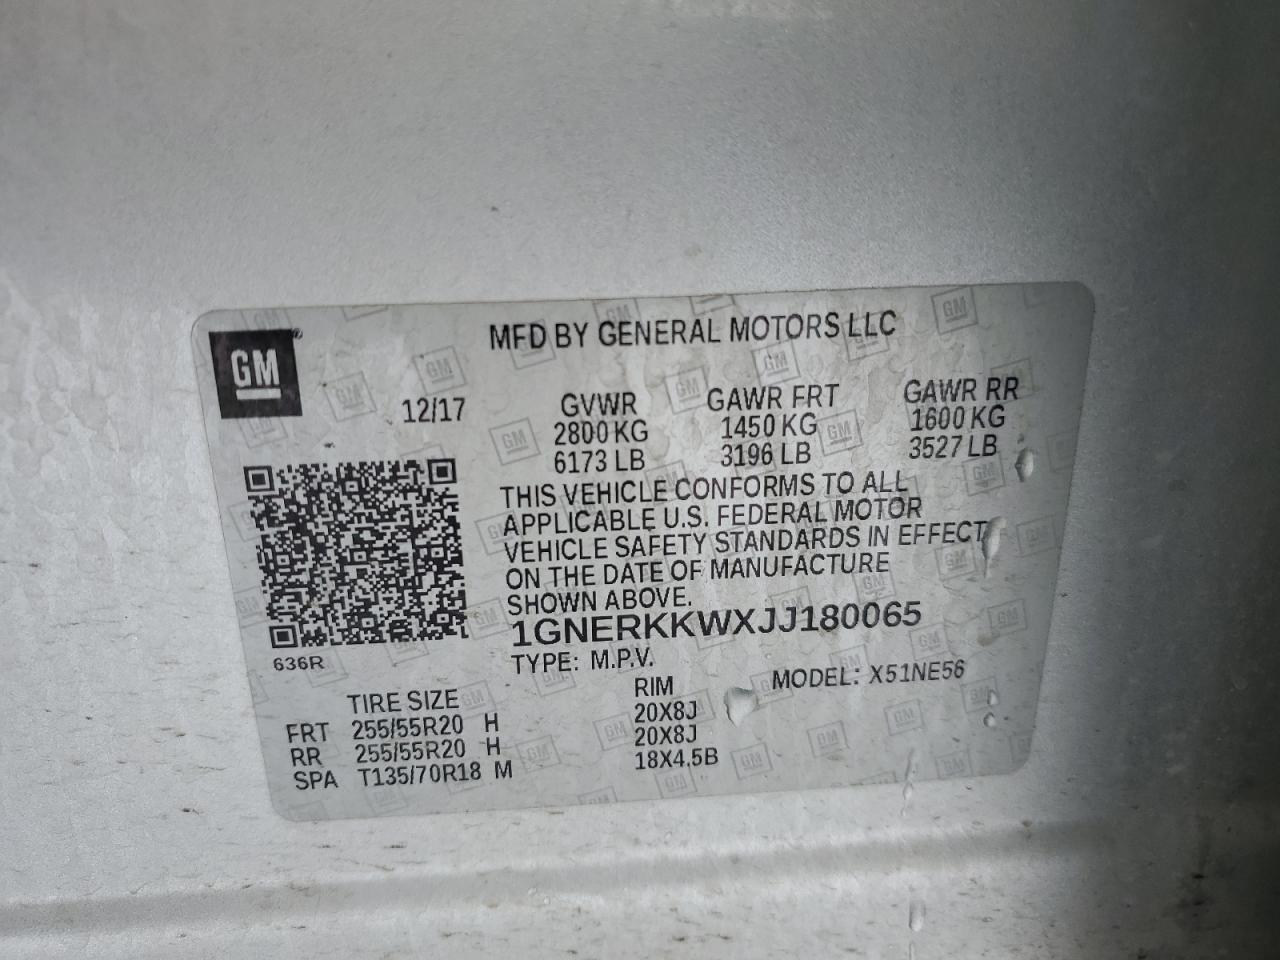 GM
MFD BY GENERAL MOTORS LLC
12/17
GVWR GAWR FRT GAWR RR
2800 KG 1450 KG 1600 KG
6173 LB 3196 LB 3527 LB
THIS VEHICLE CONFORMS TO ALL
APPLICABLE U.S. FEDERAL MOTOR
VEHICLE SAFETY STANDARDS IN EFFECT
ON THE DATE OF MANUFACTURE
SHOWN ABOVE.
1GNERKKWXJJ180065
636R
TYPE: M.P.V. MODEL: X51NE56
TIRE SIZE RIM
FRT 255/55R20 H 20X8J
RR 255/55R20 H 20X8J
SPA T135/70R18 M 18X4.5B